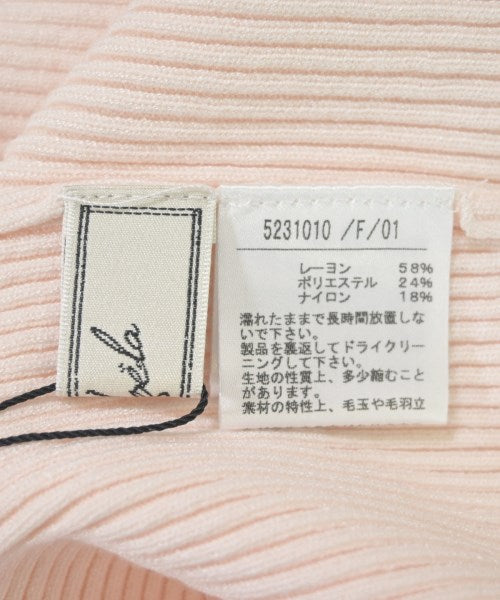 5231010 /F/01
レーヨン 58%
ポリエステル 24%
ナイロン 18%
濡れたままで長時間放置しな
いで下さい。
製品を裏返してドライクリー
ニングして下さい。
生地の性質上、多少縮むこと
があります。
素材の特性上、毛玉や毛羽立